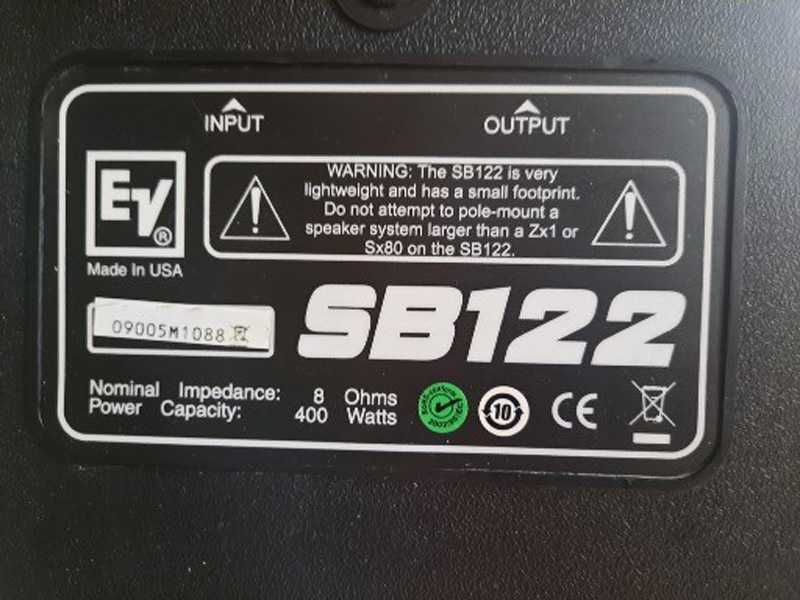 INPUT
OUTPUT
EV®
Made In USA
WARNING: The SB122 is very
lightweight and has a small footprint.
Do not attempt to pole-mount a
speaker system larger than a Zx1 or
Sx80 on the SB122.
09005M1088
SB122
Nominal Impedance: 8 Ohms
Power Capacity: 400 Watts
10
CE